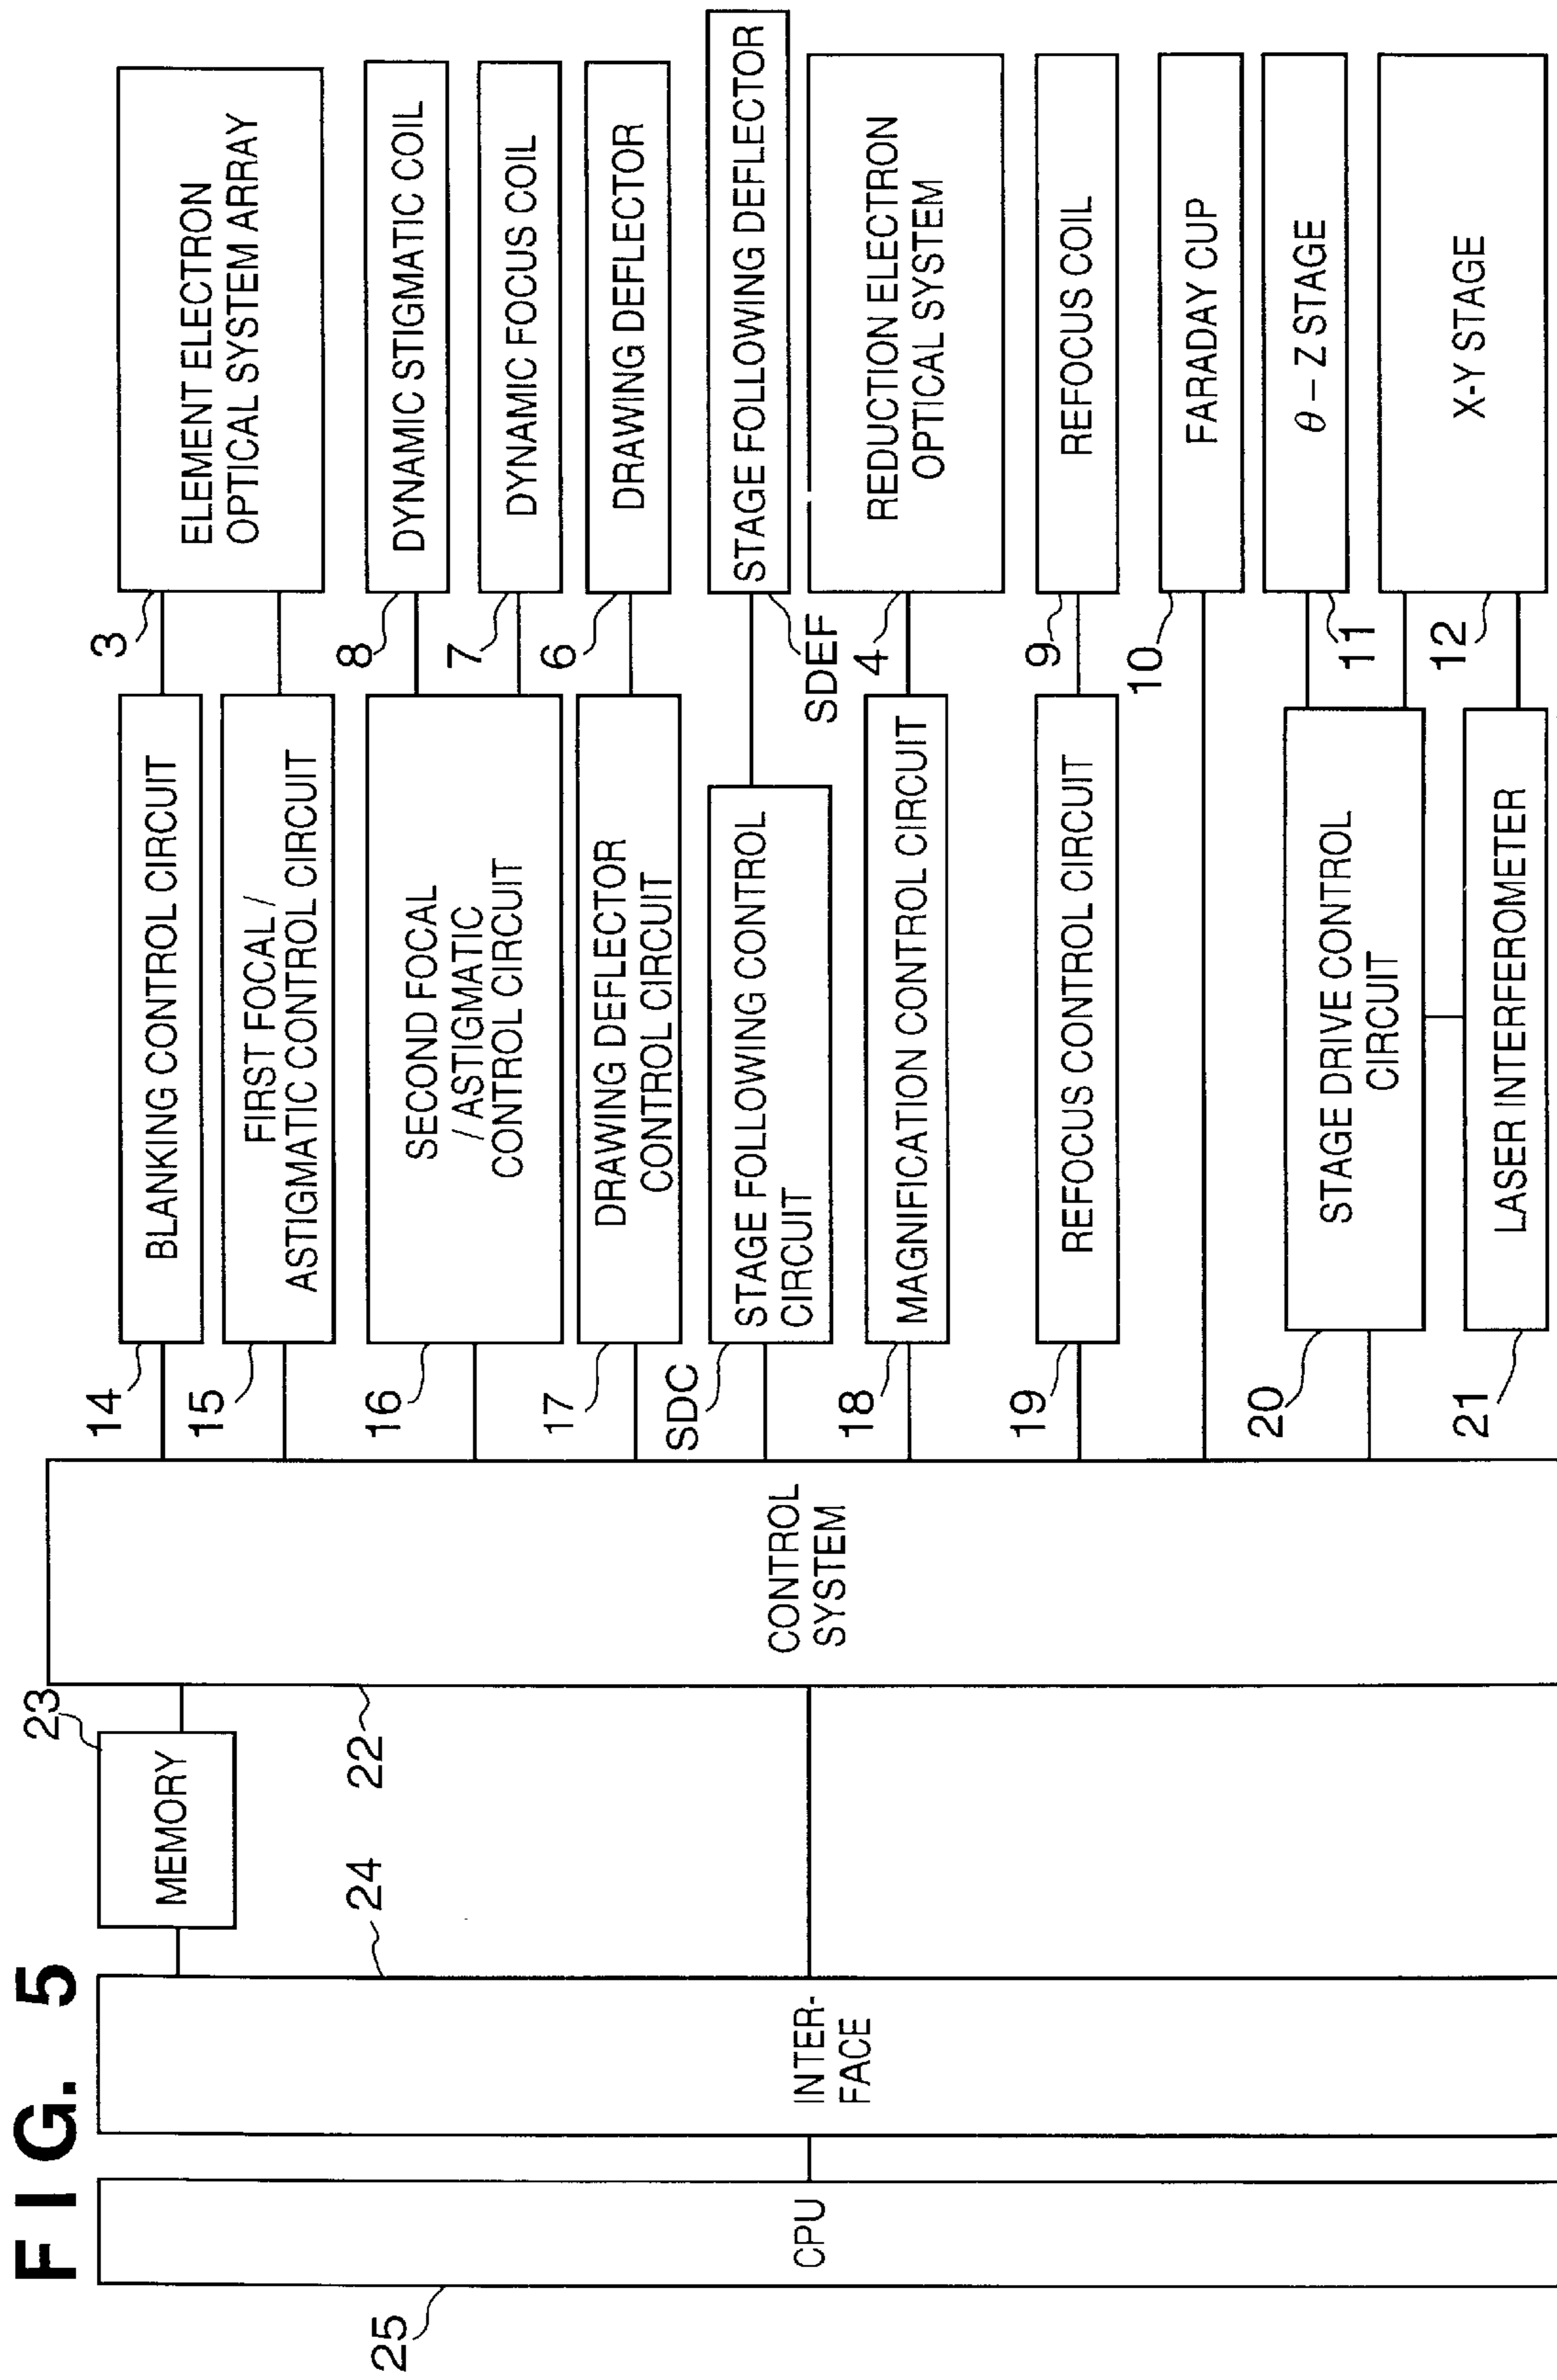 FIG. 5
25
CPU
24
INTER-
FACE
23
MEMORY
22
CONTROL
SYSTEM
14
BLANKING CONTROL CIRCUIT
15
FIRST FOCAL /
ASTIGMATIC CONTROL CIRCUIT
16
SECOND FOCAL
/ ASTIGMATIC
CONTROL CIRCUIT
17
DRAWING DEFLECTOR
CONTROL CIRCUIT
SDC
STAGE FOLLOWING CONTROL
CIRCUIT
18
MAGNIFICATION CONTROL CIRCUIT
19
REFOCUS CONTROL CIRCUIT
20
STAGE DRIVE CONTROL
CIRCUIT
21
LASER INTERFEROMETER
3
ELEMENT ELECTRON
OPTICAL SYSTEM ARRAY
8
DYNAMIC STIGMATIC COIL
7
DYNAMIC FOCUS COIL
6
DRAWING DEFLECTOR
SDEF
STAGE FOLLOWING DEFLECTOR
4
REDUCTION ELECTRON
OPTICAL SYSTEM
9
REFOCUS COIL
10
FARADAY CUP
11
θ – Z STAGE
12
X-Y STAGE